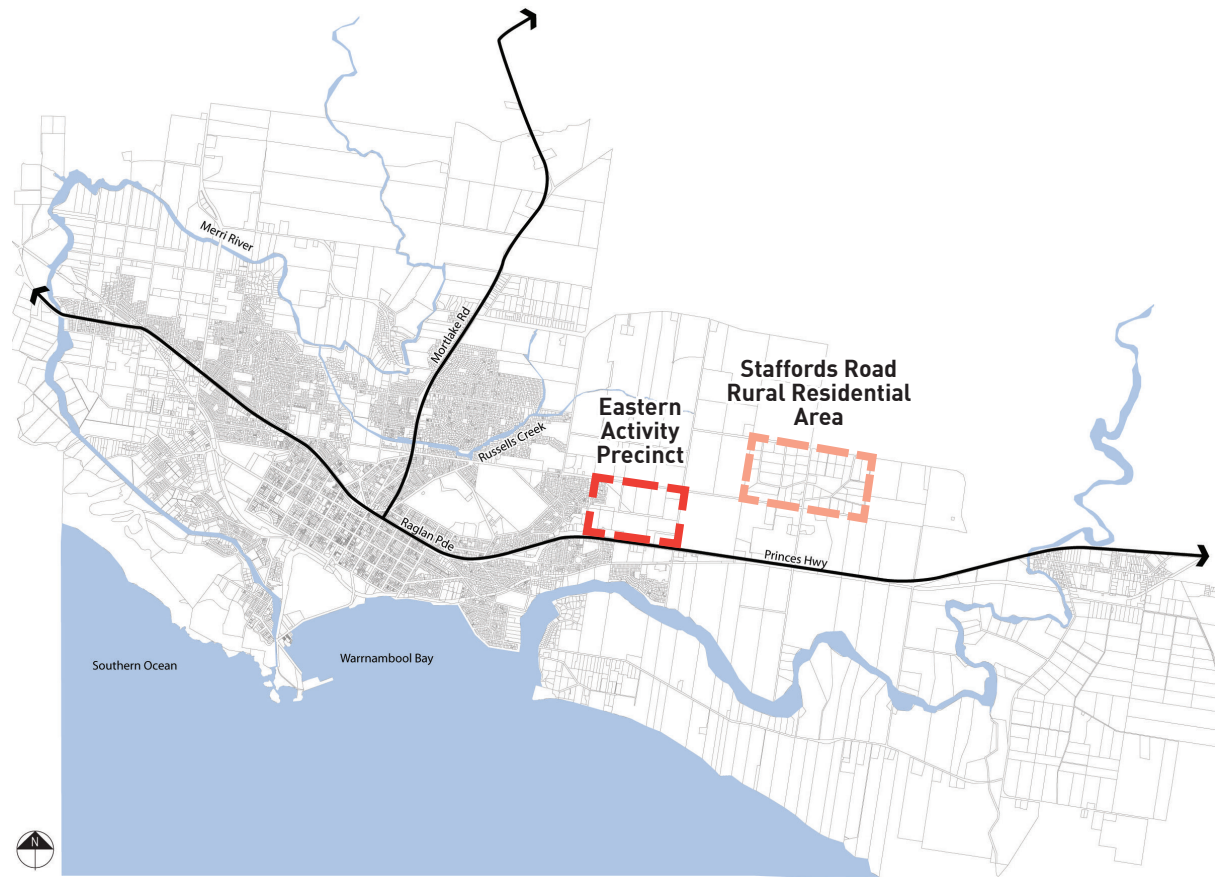 Merri River
Mortlake Rd
Staffords Road
Rural Residential
Area
Eastern
Activity
Precinct
Russells Creek
Raglan Pde
Princes Hwy
Southern Ocean
Warrnambool Bay
N